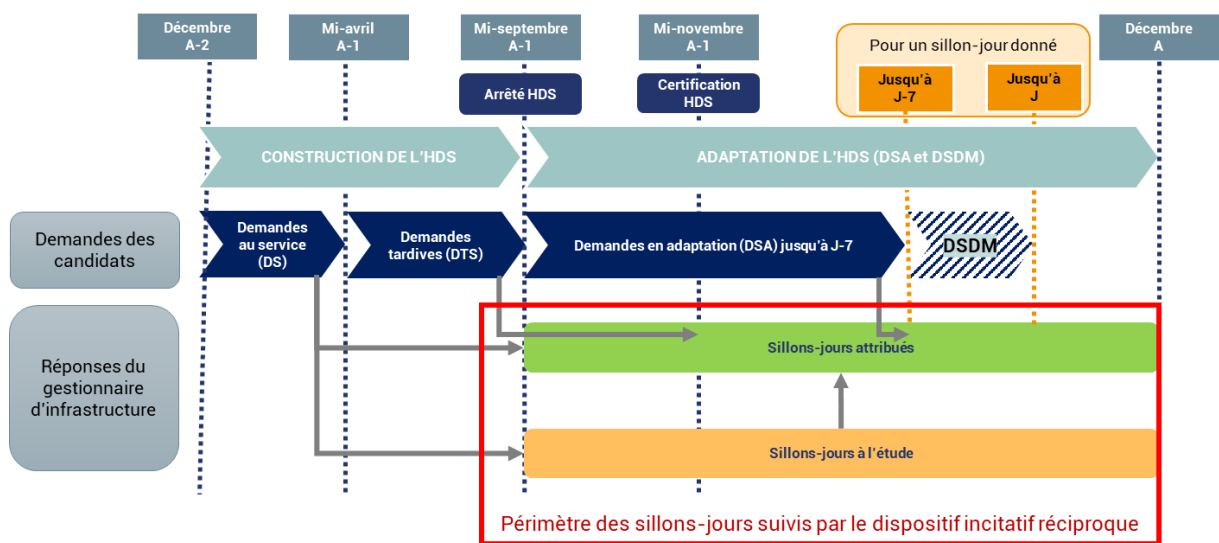 Décembre
A-2
Mi-avril
A-1
Mi-septembre
A-1
Mi-novembre
A-1
Pour un sillon-jour donné
Décembre
A
Arrêté HDS
Certification
HDS
Jusqu'à
J-7
Jusqu'à
J
CONSTRUCTION DE L'HDS
ADAPTATION DE L'HDS (DSA et DSDM)
Demandes des
candidats
Demandes
au service
(DS)
Demandes
tardives (DTS)
Demandes en adaptation (DSA) jusqu'à J-7
DSDM
Réponses du
gestionnaire
d'infrastructure
Sillons-jours attribués
Sillons-jours à l'étude
Périmètre des sillons-jours suivis par le dispositif incitatif réciproque